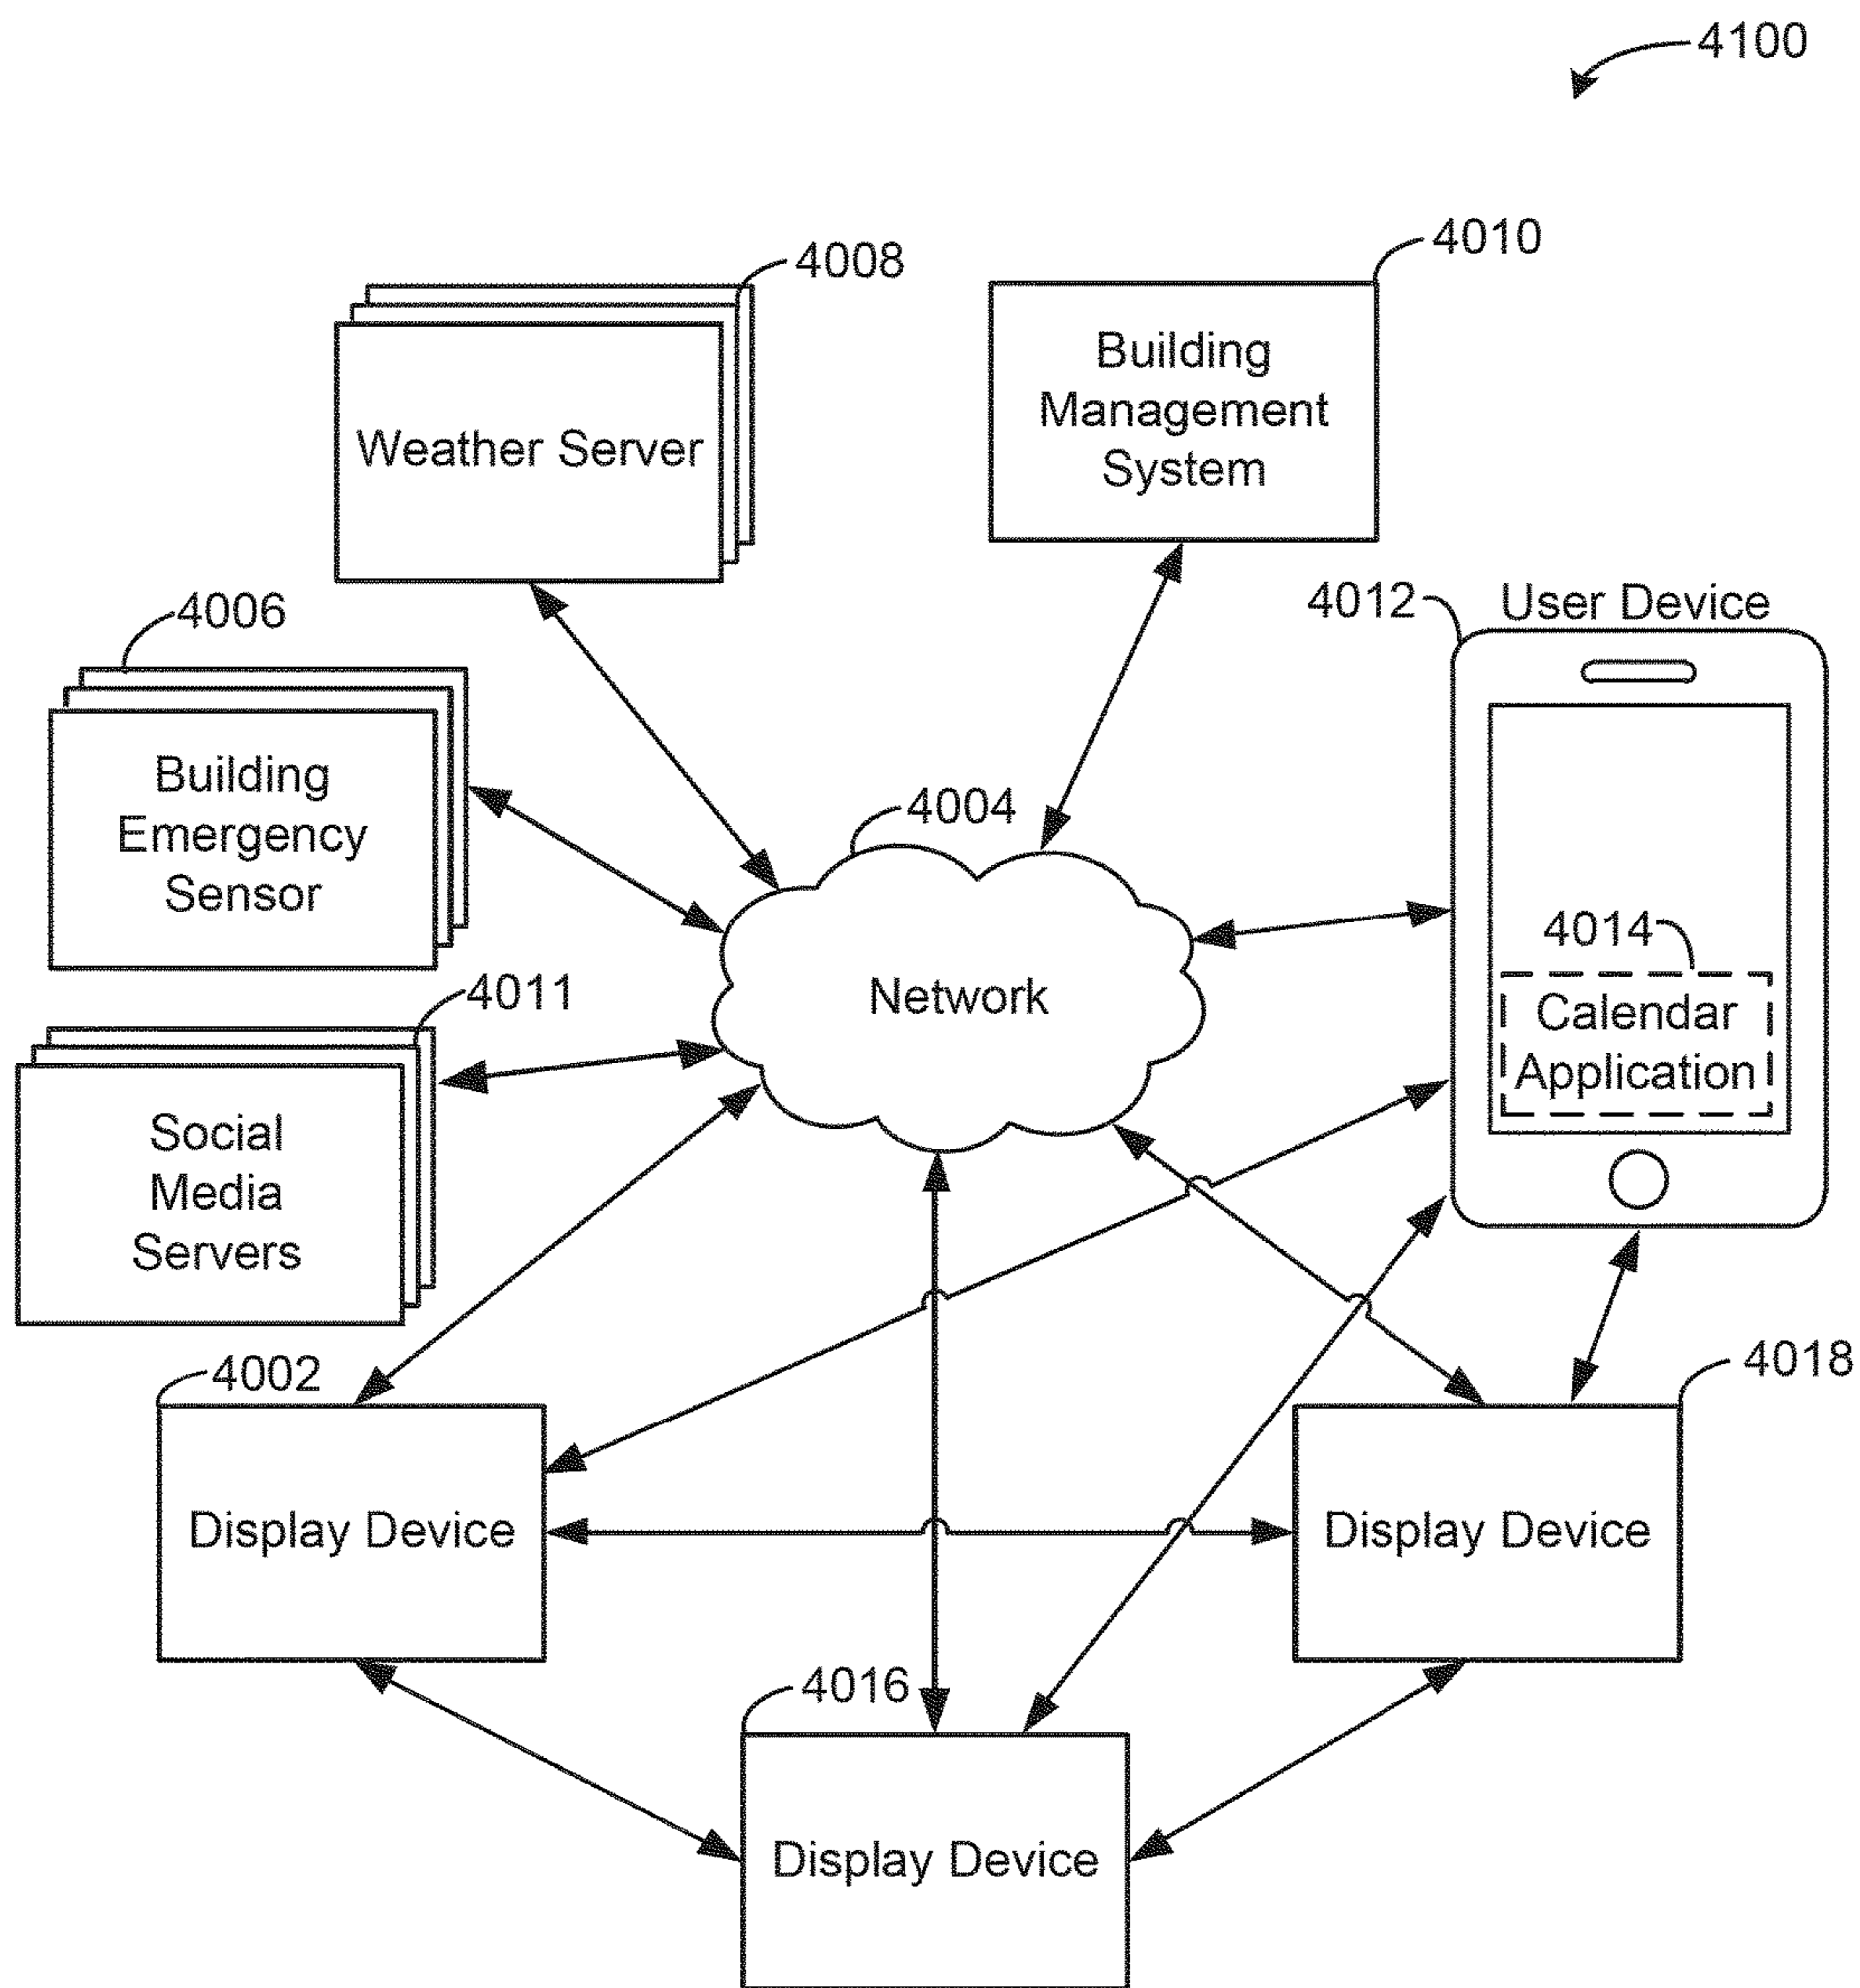 4100
4008
4010
Weather Server
Building
Management
System
4006
4012
User Device
Building
Emergency
Sensor
4004
4014
Calendar
Application
Network
4011
Social
Media
Servers
4002
Display Device
4018
Display Device
4016
Display Device